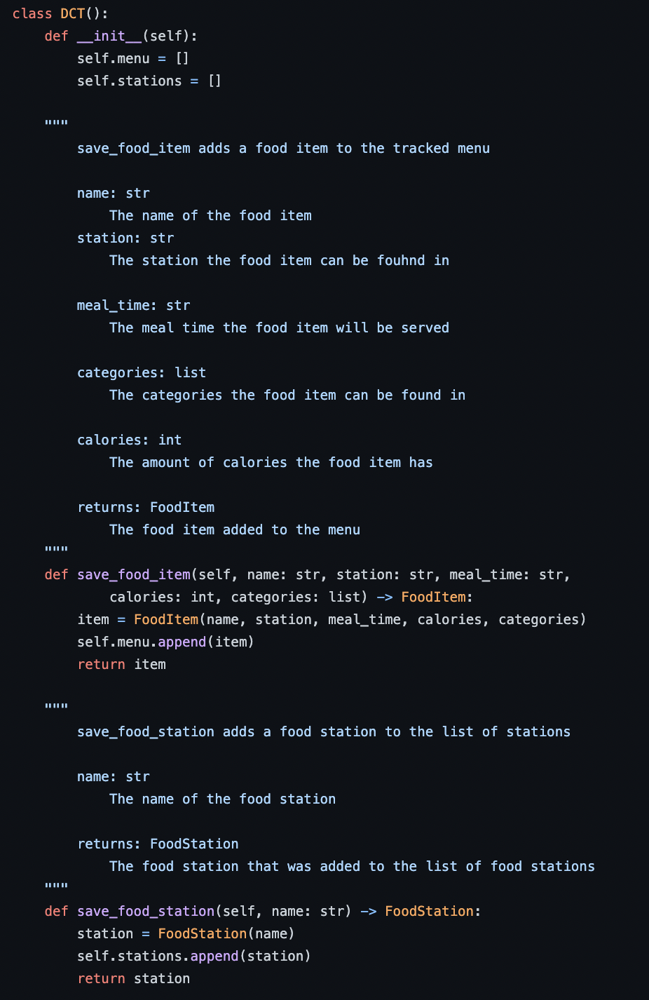 class DCT():
    def __init__(self):
        self.menu = []
        self.stations = []

    """
        save_food_item adds a food item to the tracked menu

        name: str
            The name of the food item
        station: str
            The station the food item can be fouhnd in

        meal_time: str
            The meal time the food item will be served

        categories: list
            The categories the food item can be found in

        calories: int
            The amount of calories the food item has

        returns: FoodItem
            The food item added to the menu
    """
    def save_food_item(self, name: str, station: str, meal_time: str,
            calories: int, categories: list) -> FoodItem:
        item = FoodItem(name, station, meal_time, calories, categories)
        self.menu.append(item)
        return item

    """
        save_food_station adds a food station to the list of stations

        name: str
            The name of the food station

        returns: FoodStation
            The food station that was added to the list of food stations
    """
    def save_food_station(self, name: str) -> FoodStation:
        station = FoodStation(name)
        self.stations.append(station)
        return station